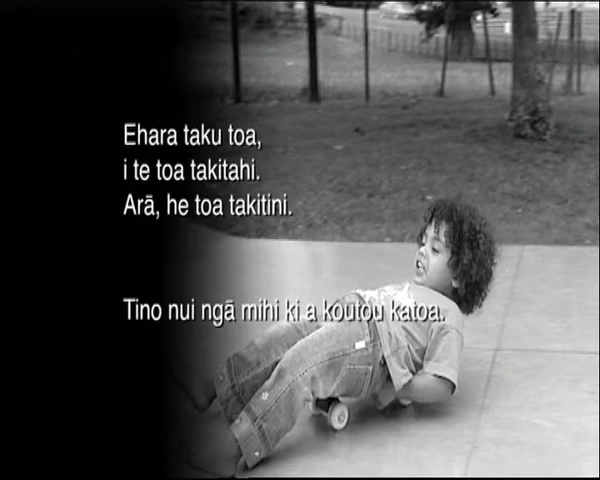 Ehara taku toa,
i te toa takitahi.
Arā, he toa takitini.
Tino nui ngā mihi ki a koutou katoa.